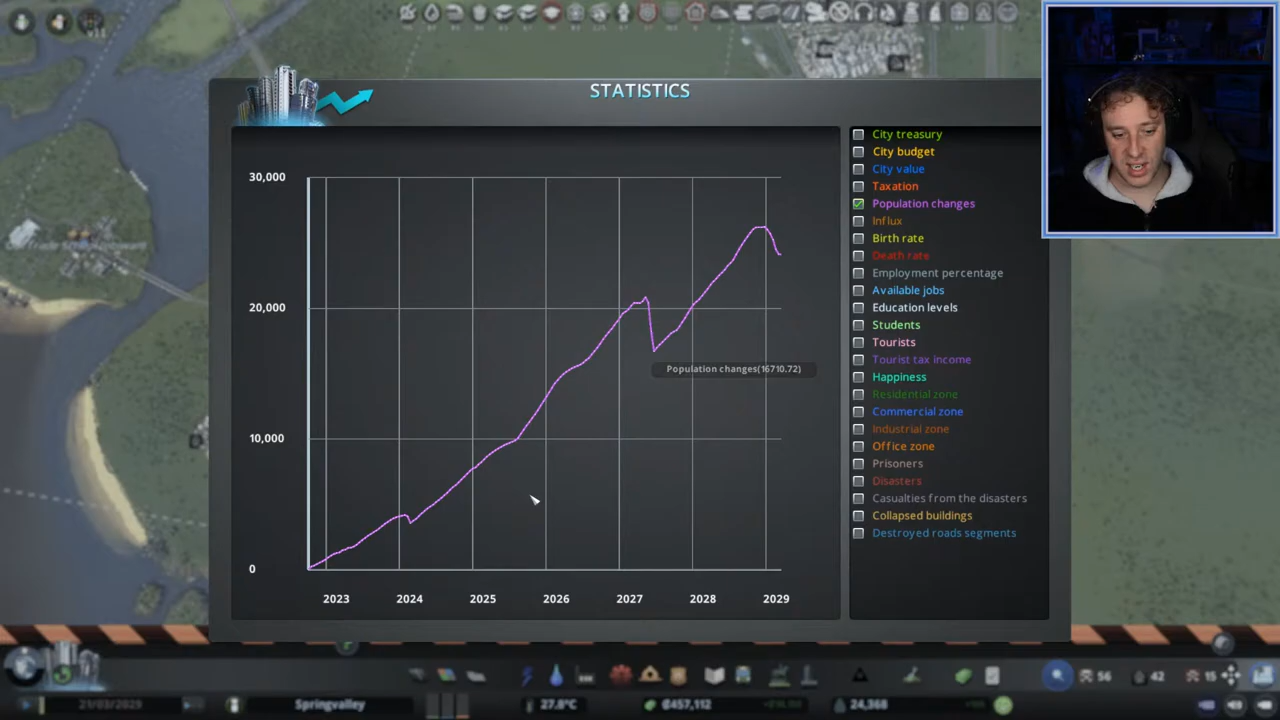 STATISTICS
30,000
20,000
10,000
0
2023 2024 2025 2026 2027 2028 2029
Population changes(16710.72)
City treasury
City budget
City value
Taxation
Population changes
Influx
Birth rate
Death rate
Employment percentage
Available jobs
Education levels
Students
Tourists
Tourist tax income
Happiness
Residential zone
Commercial zone
Industrial zone
Office zone
Prisoners
Disasters
Casualties from the disasters
Collapsed buildings
Destroyed roads segments
56 42 15
21/03/2029 Springvalley 27.8°C ₡457,112 24,368